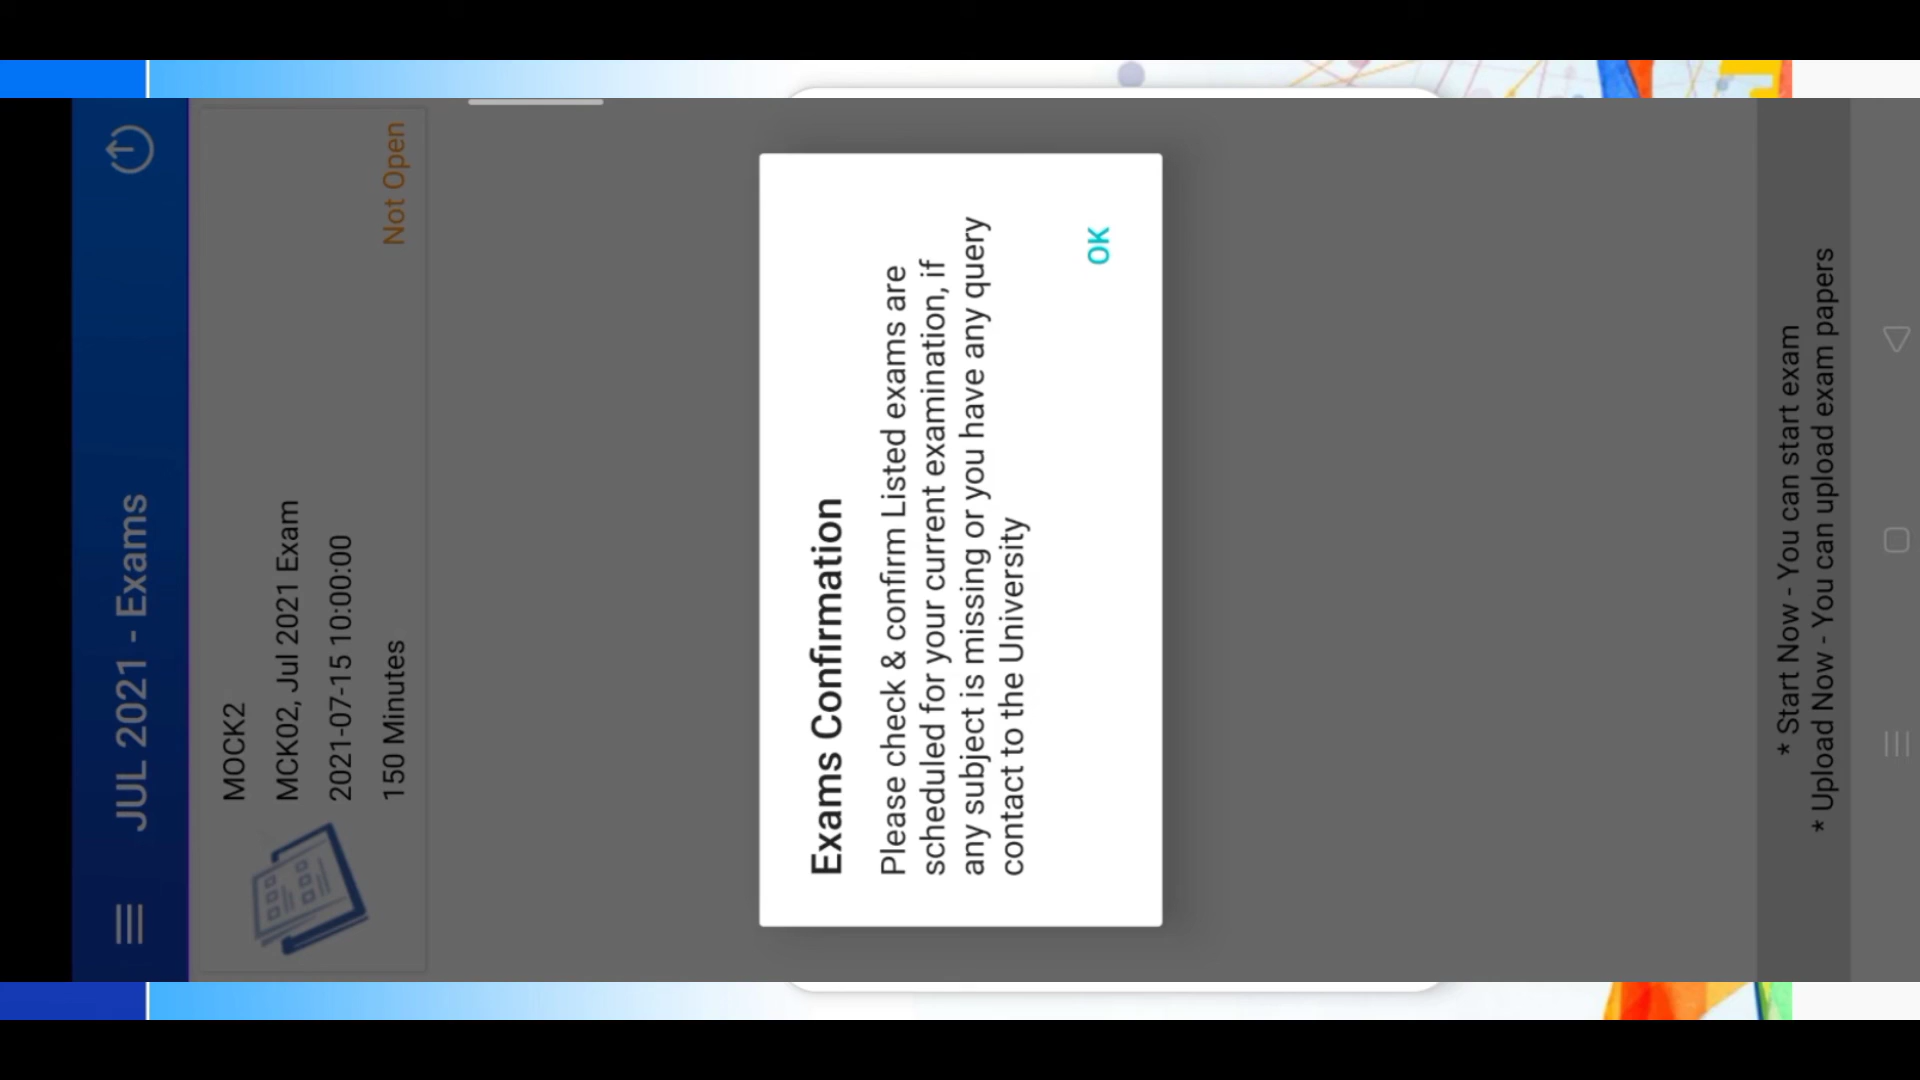 JUL 2021 - Exams
MOCK2
MCK02, Jul 2021 Exam
2021-07-15 10:00:00
150 Minutes
Not Open
Exams Confirmation
Please check & confirm Listed exams are
scheduled for your current examination, if
any subject is missing or you have any query
contact to the University
OK
* Start Now - You can start exam
* Upload Now - You can upload exam papers